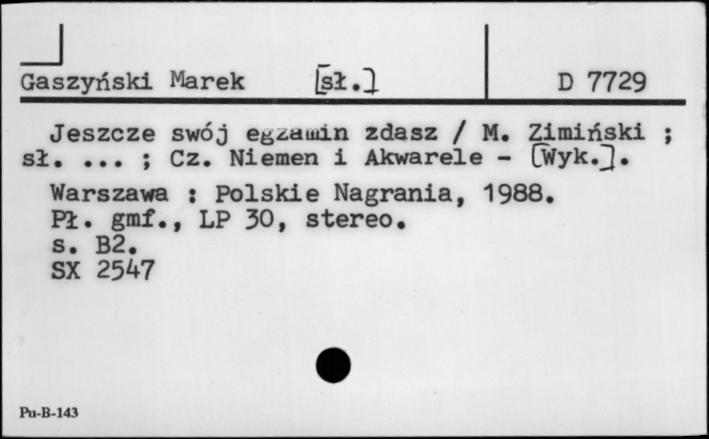 Gaszyński Marek [sł.] D 7729
Jeszcze swój egzamin zdasz / M. Zimiński ;
sł. ... ; Cz. Niemen i Akwarele - [Wyk.].
Warszawa : Polskie Nagrania, 1988.
Pł. gmf., LP 30, stereo.
s. B2.
SX 2547
Pu-B-143